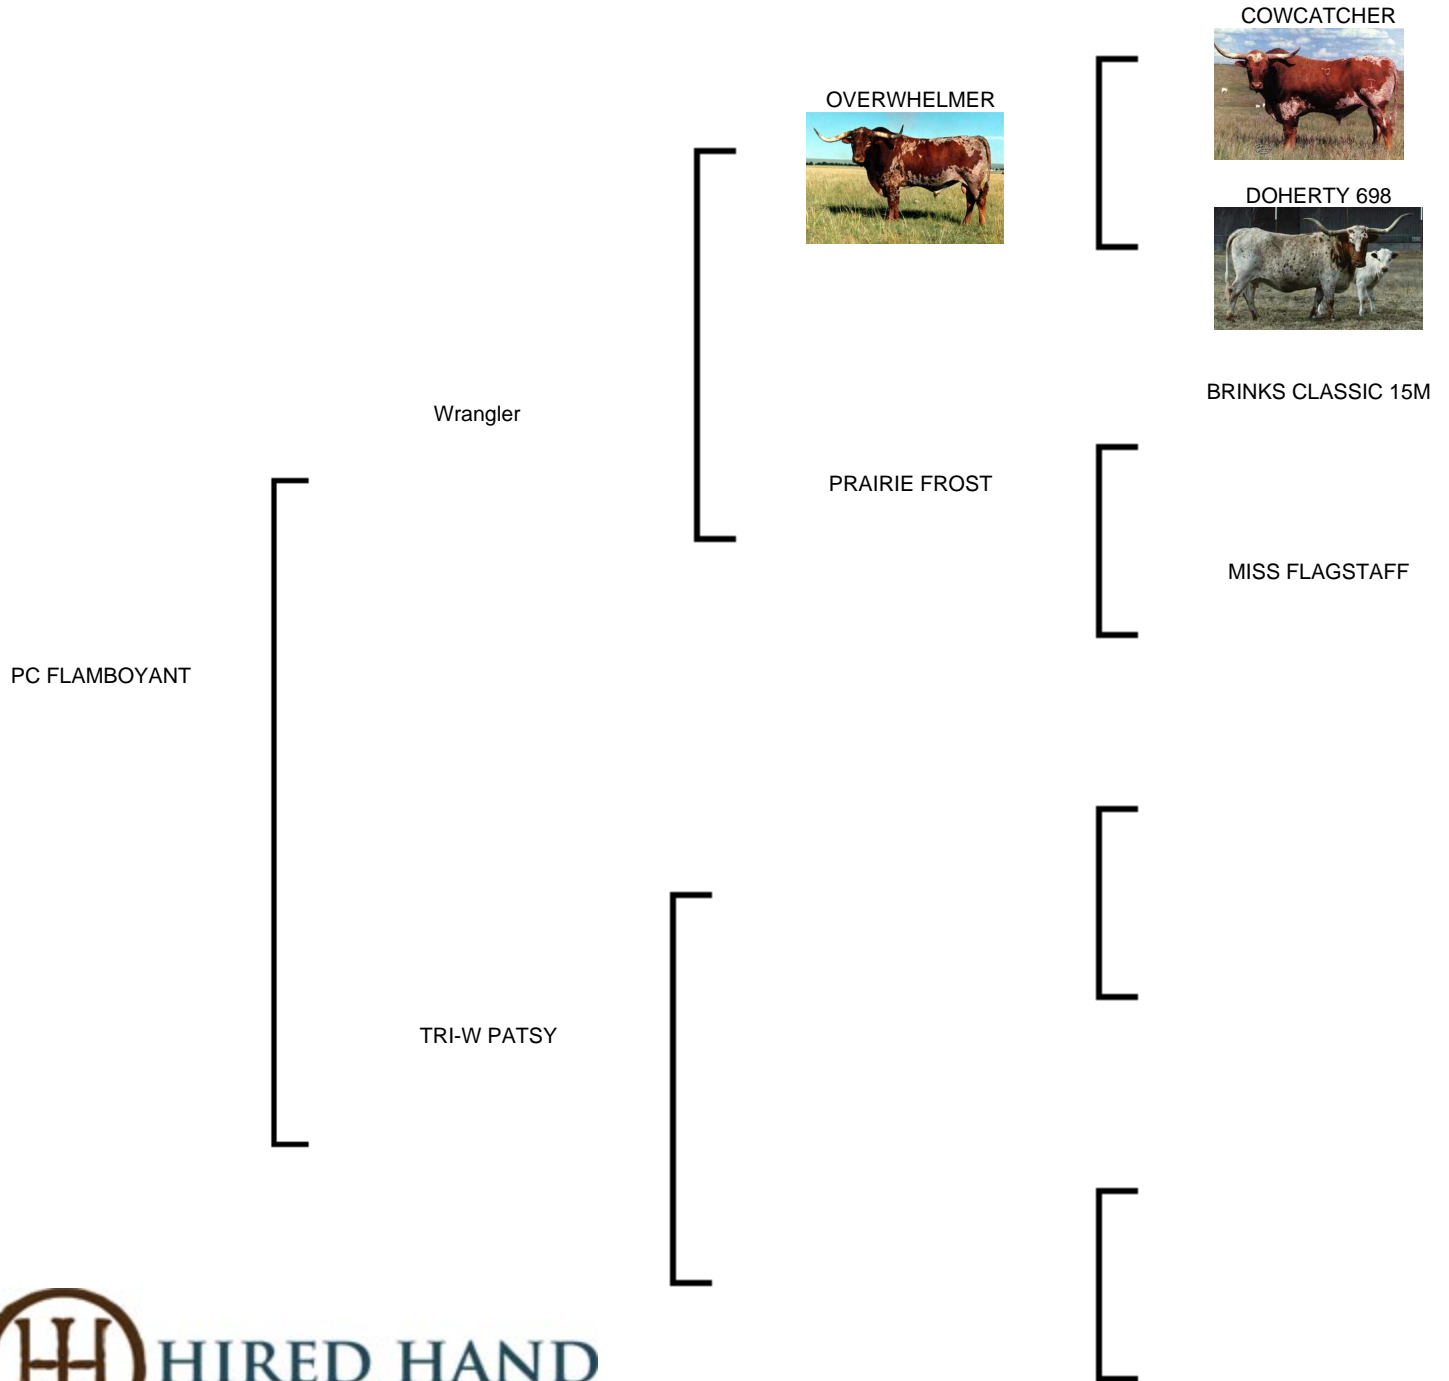 COWCATCHER
OVERWHELMER
DOHERTY 698
BRINKS CLASSIC 15M
Wrangler
PRAIRIE FROST
MISS FLAGSTAFF
PC FLAMBOYANT
TRI-W PATSY
HIRED HAND